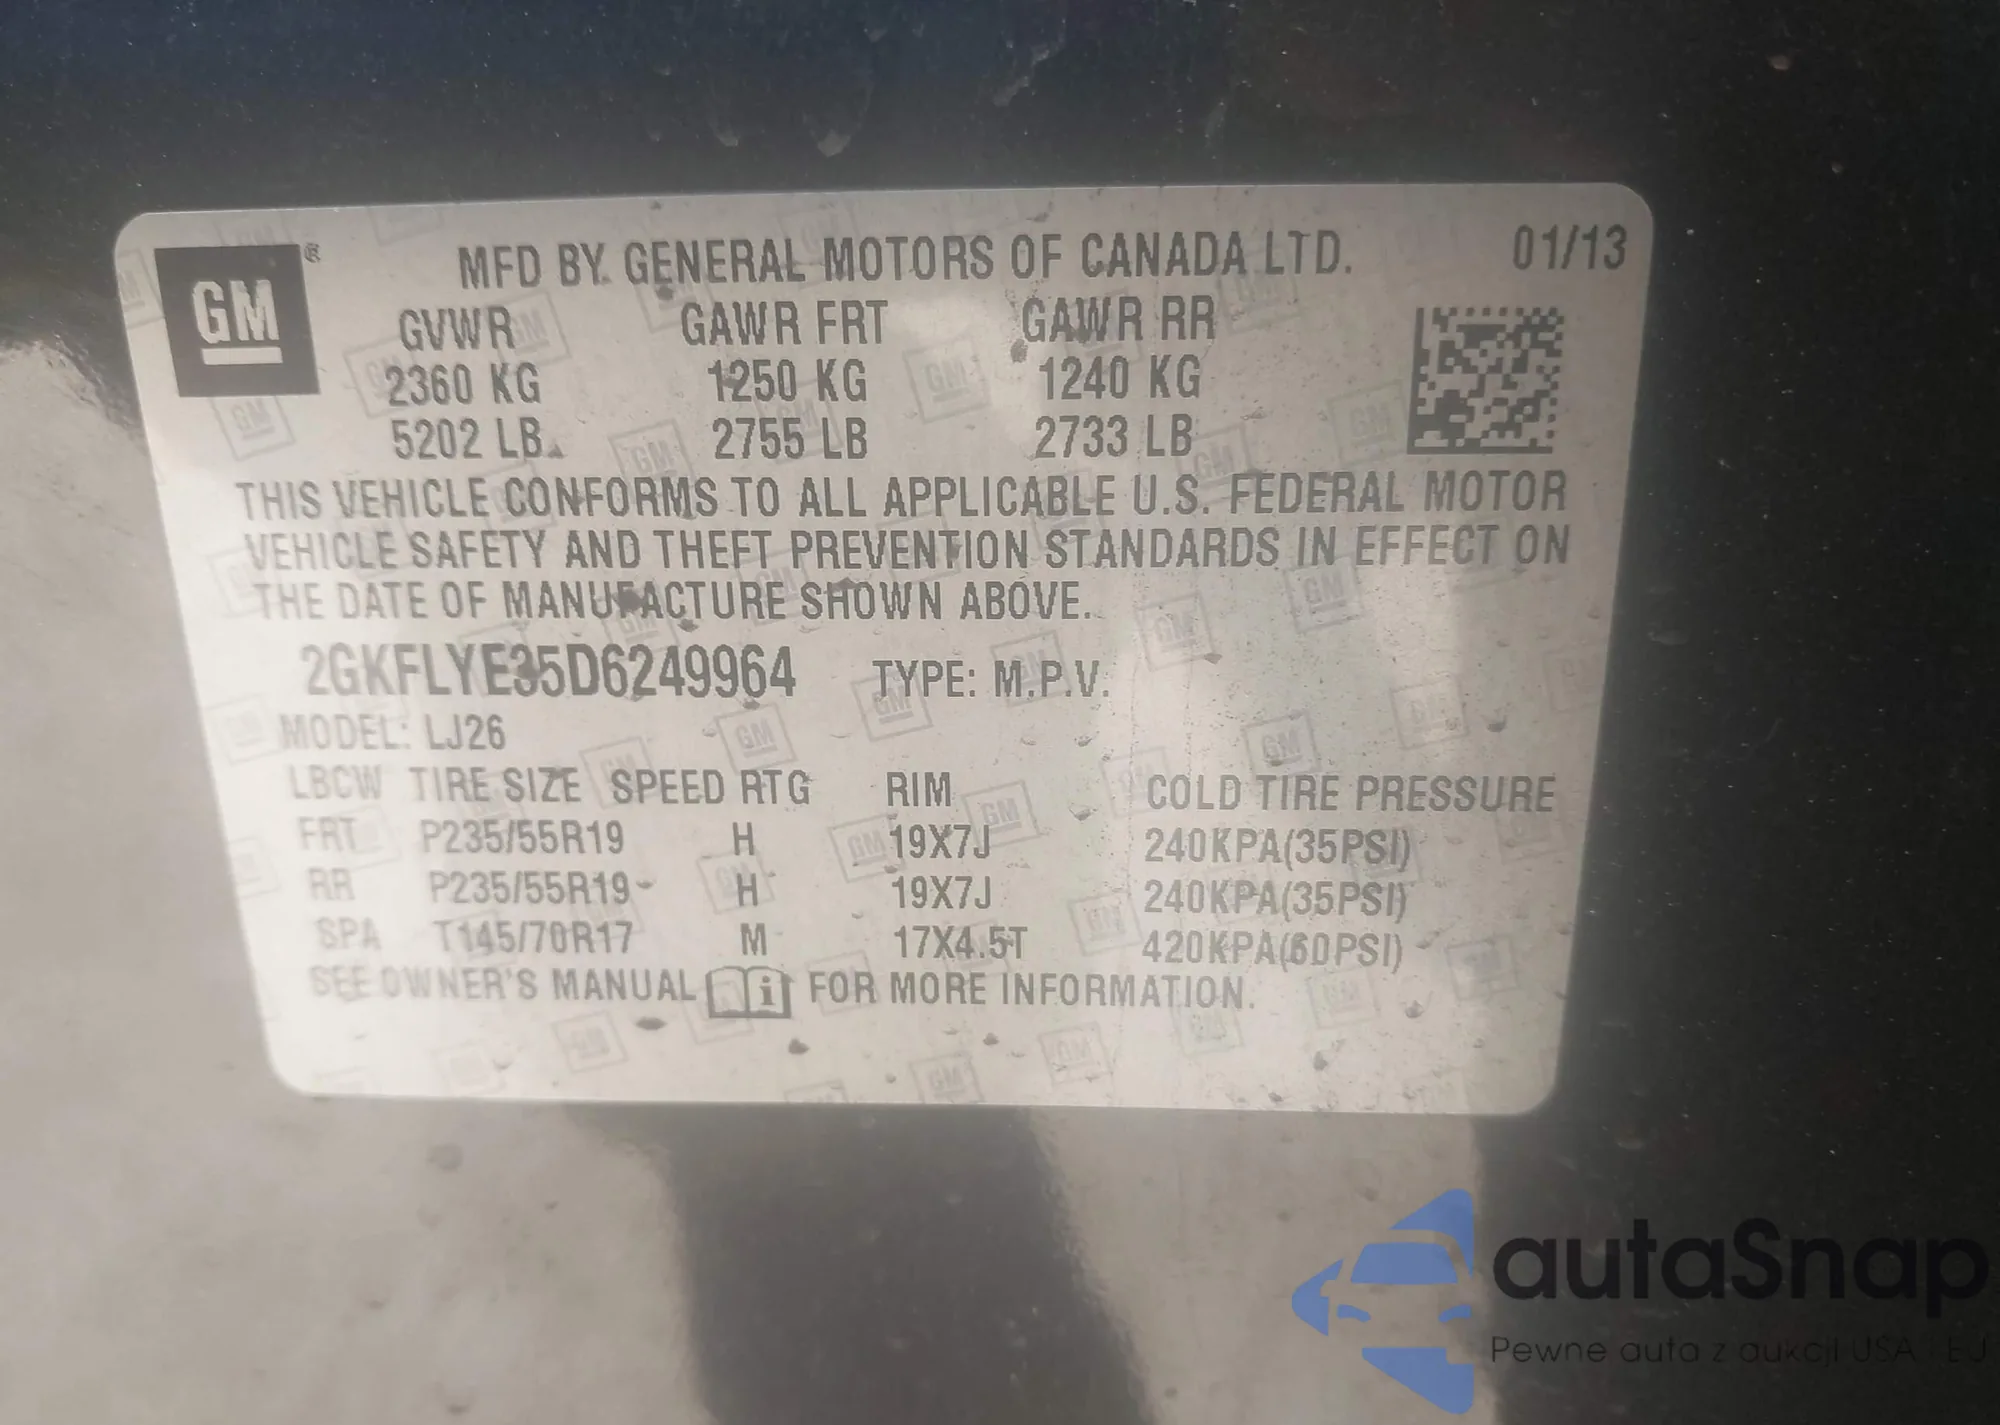 GM ®
MFD BY GENERAL MOTORS OF CANADA LTD. 01/13
GVWR GAWR FRT GAWR RR
2360 KG 1250 KG 1240 KG
5202 LB 2755 LB 2733 LB
THIS VEHICLE CONFORMS TO ALL APPLICABLE U.S. FEDERAL MOTOR
VEHICLE SAFETY AND THEFT PREVENTION STANDARDS IN EFFECT ON
THE DATE OF MANUFACTURE SHOWN ABOVE.
2GKFLYE35D6249964 TYPE: M.P.V.
MODEL: LJ26
LBCW TIRE SIZE SPEED RTG RIM COLD TIRE PRESSURE
FRT P235/55R19 H 19X7J 240KPA(35PSI)
RR P235/55R19 H 19X7J 240KPA(35PSI)
SPA T145/70R17 M 17X4.5T 420KPA(60PSI)
SEE OWNER'S MANUAL i FOR MORE INFORMATION.
autaSnap
Pewne auta z aukcji USA i EU